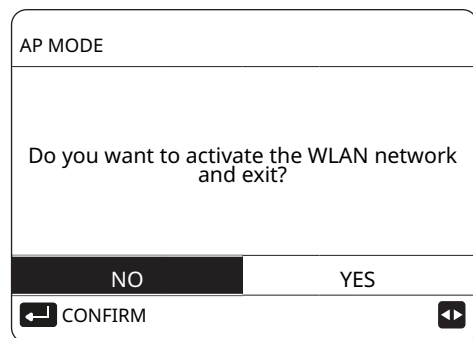 AP MODE
Do you want to activate the WLAN network
and exit?
NO YES
CONFIRM